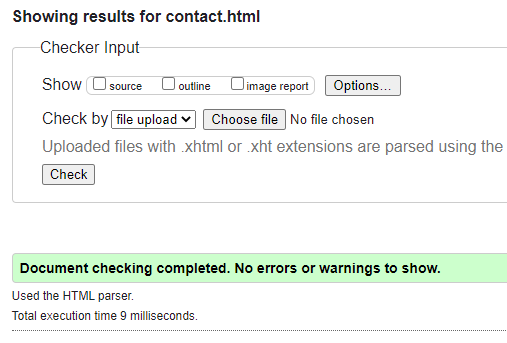 Showing results for contact.html
Checker Input
Show source outline image report Options...
Check by file upload Choose file No file chosen
Uploaded files with .xhtml or .xht extensions are parsed using the
Check
Document checking completed. No errors or warnings to show.
Used the HTML parser.
Total execution time 9 milliseconds.